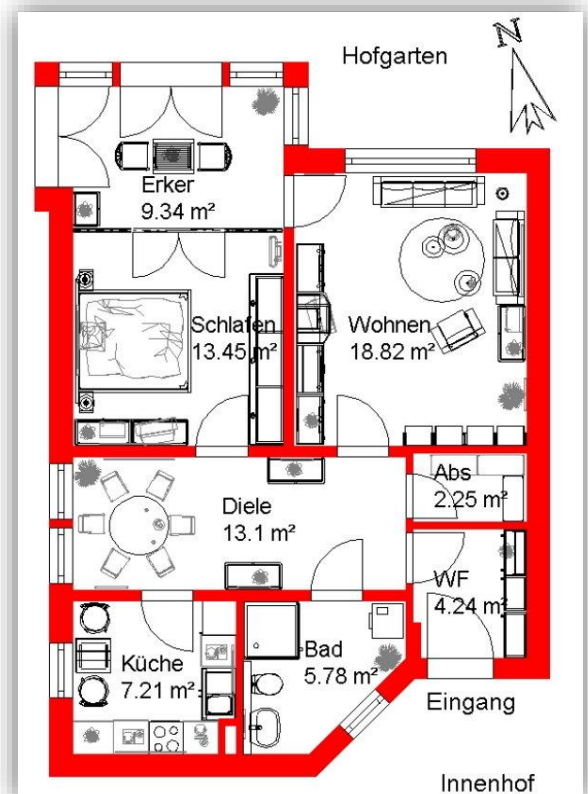 N
Hofgarten
Erker
9.34 m²
Schlafen
13.45 m²
Wohnen
18.82 m²
Abs
2.25 m²
Diele
13.1 m²
WF
4.24 m²
Küche
7.21 m²
Bad
5.78 m²
Eingang
Innenhof